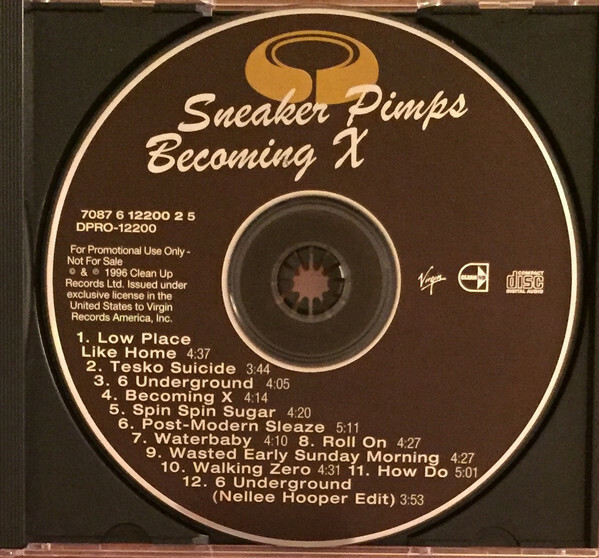 Sneaker Pimps
Becoming X
7087 6 12200 2 5
DPRO-12200
For Promotional Use Only -
Not For Sale
© & ℗ 1996 Clean Up
Records Ltd. Issued under
exclusive license in the
United States to Virgin
Records America, Inc.
Virgin
CLEAN UP
COMPACT
disc
DIGITAL AUDIO
1. Low Place
Like Home 4:37
2. Tesko Suicide 3:44
3. 6 Underground 4:05
4. Becoming X 4:14
5. Spin Spin Sugar 4:20
6. Post-Modern Sleaze 5:11
7. Waterbaby 4:10 8. Roll On 4:27
9. Wasted Early Sunday Morning 4:27
10. Walking Zero 4:31 11. How Do 5:01
12. 6 Underground
(Nellee Hooper Edit) 3:53